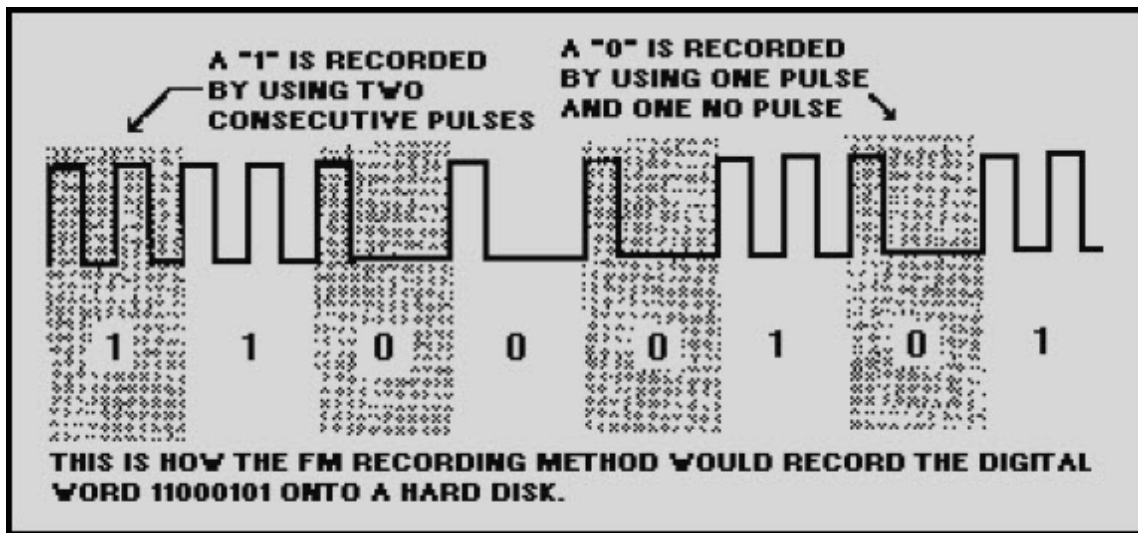 A "1" IS RECORDED
BY USING TWO
CONSECUTIVE PULSES
A "0" IS RECORDED
BY USING ONE PULSE
AND ONE NO PULSE
1 1 0 0 0 1 0 1
THIS IS HOW THE FM RECORDING METHOD WOULD RECORD THE DIGITAL
WORD 11000101 ONTO A HARD DISK.